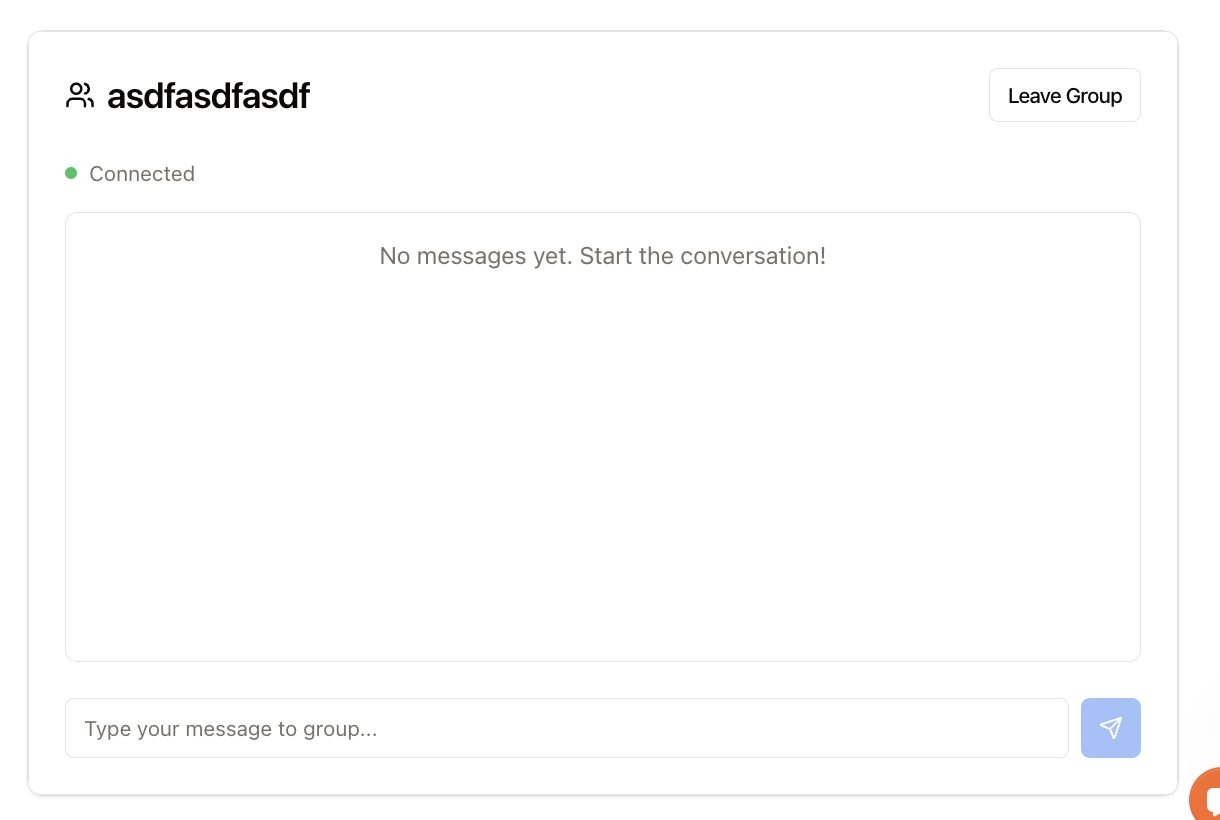 asdfasdfasdf
Leave Group
Connected
No messages yet. Start the conversation!
Type your message to group...